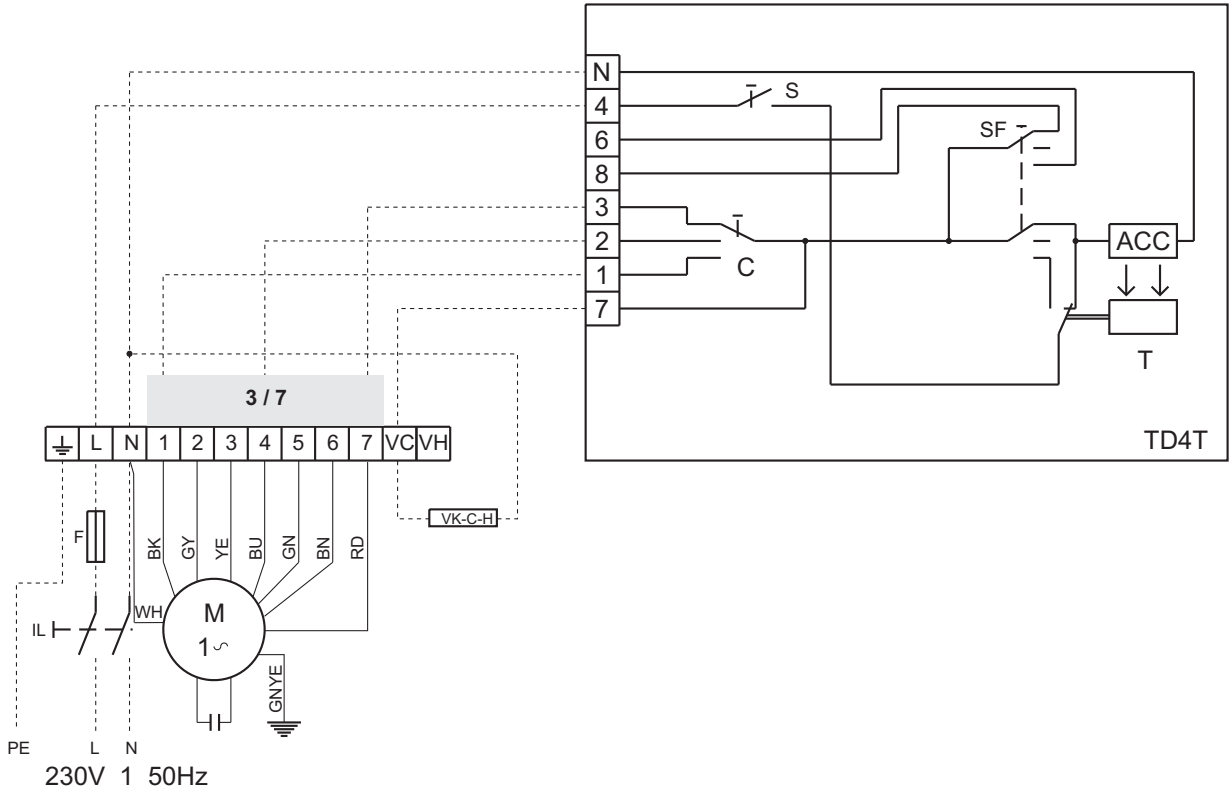 N
4
6
8
3
2
1
7
S
SF
C
ACC
T
TD4T
3 / 7
L N 1 2 3 4 5 6 7 VC VH
F
VK-C-H
BK GY YE BU GN BN RD
WH
M
1~
IL
GNYE
PE L N
230V 1 50Hz